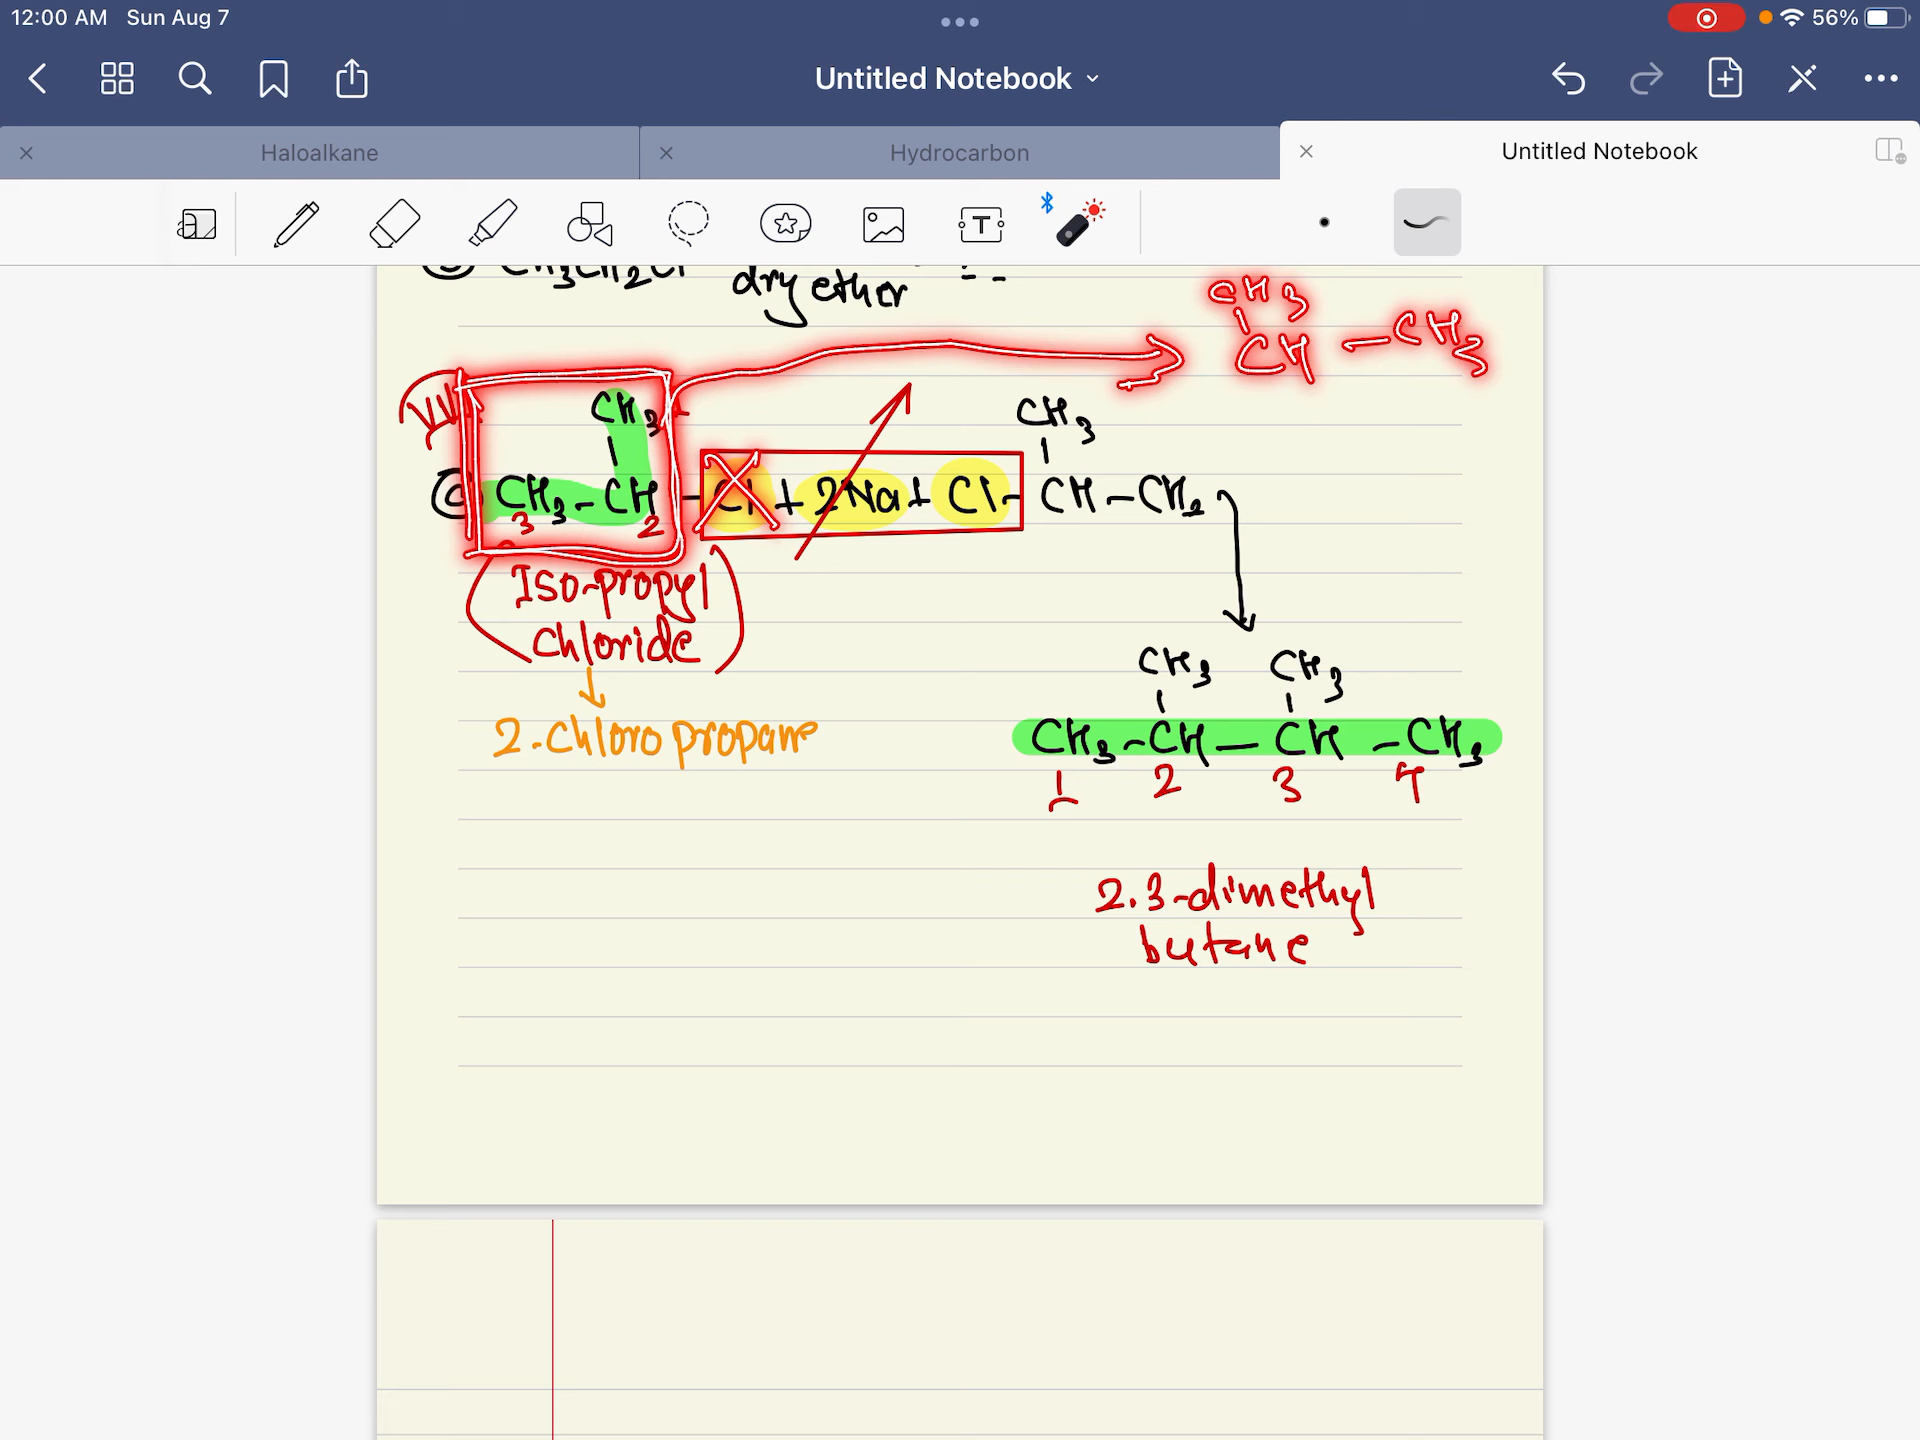 12:00 AM Sun Aug 7
56%
Untitled Notebook
Haloalkane
Hydrocarbon
Untitled Notebook
T
CH3CH2Cl
dry ether
CH3
CH - CH3
CH3
CH3
CH3 - CH - Cl + 2Na + Cl - CH - CH2
3 2
(Iso-propyl
chloride)
2-chloro propane
CH3 CH3
CH3 - CH - CH - CH3
1 2 3 4
2.3-dimethyl
butane